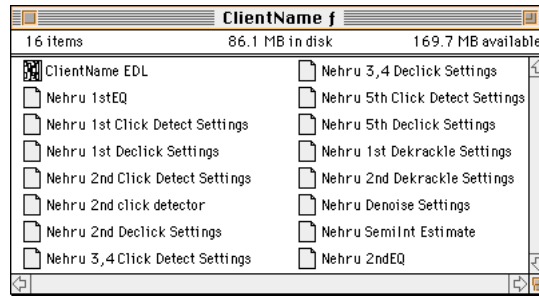 ClientName ƒ
16 items 86.1 MB in disk 169.7 MB available
ClientName EDL
Nehru 1stEQ
Nehru 1st Click Detect Settings
Nehru 1st Declick Settings
Nehru 2nd Click Detect Settings
Nehru 2nd click detector
Nehru 2nd Declick Settings
Nehru 3,4 Click Detect Settings
Nehru 3,4 Declick Settings
Nehru 5th Click Detect Settings
Nehru 5th Declick Settings
Nehru 1st Dekrackle Settings
Nehru 2nd Dekrackle Settings
Nehru Denoise Settings
Nehru SemiInt Estimate
Nehru 2ndEQ